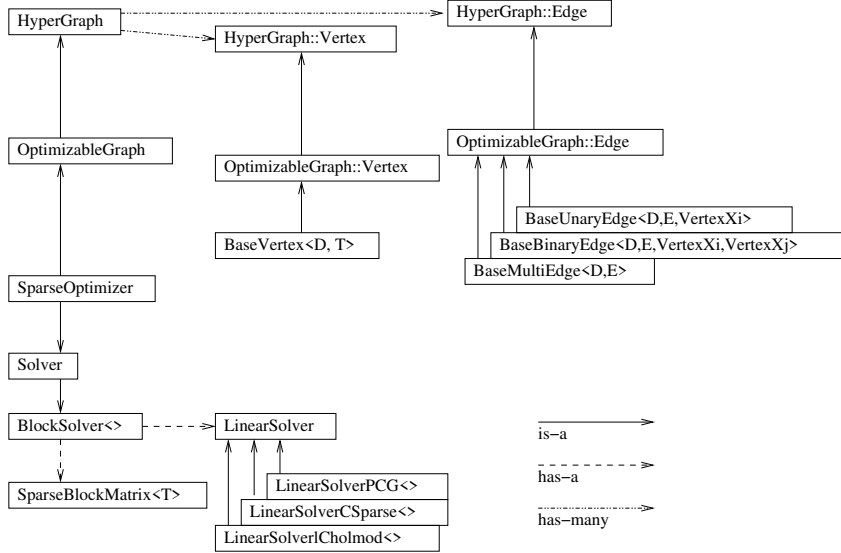 HyperGraph
HyperGraph::Edge
HyperGraph::Vertex
OptimizableGraph
OptimizableGraph::Vertex
OptimizableGraph::Edge
BaseVertex<D, T>
BaseUnaryEdge<D,E,VertexXi>
BaseBinaryEdge<D,E,VertexXi,VertexXj>
BaseMultiEdge<D,E>
SparseOptimizer
Solver
BlockSolver<>
LinearSolver
SparseBlockMatrix<T>
LinearSolverPCG<>
LinearSolverCSparse<>
LinearSolverlCholmod<>
is-a
has-a
has-many